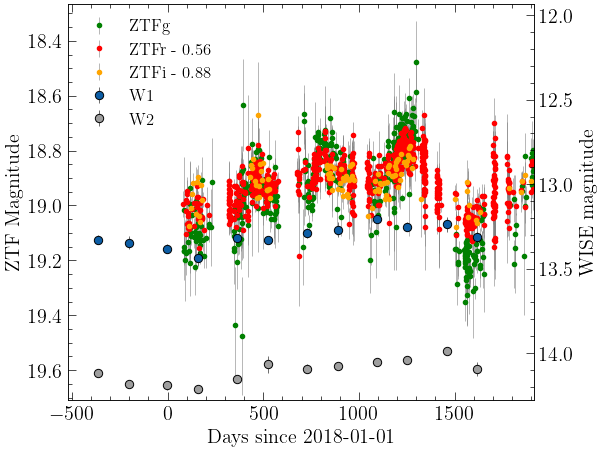 ZTFg
ZTFr - 0.56
ZTFi - 0.88
W1
W2
ZTF Magnitude
18.4
18.6
18.8
19.0
19.2
19.4
19.6
WISE magnitude
12.0
12.5
13.0
13.5
14.0
−500
0
500
1000
1500
Days since 2018-01-01